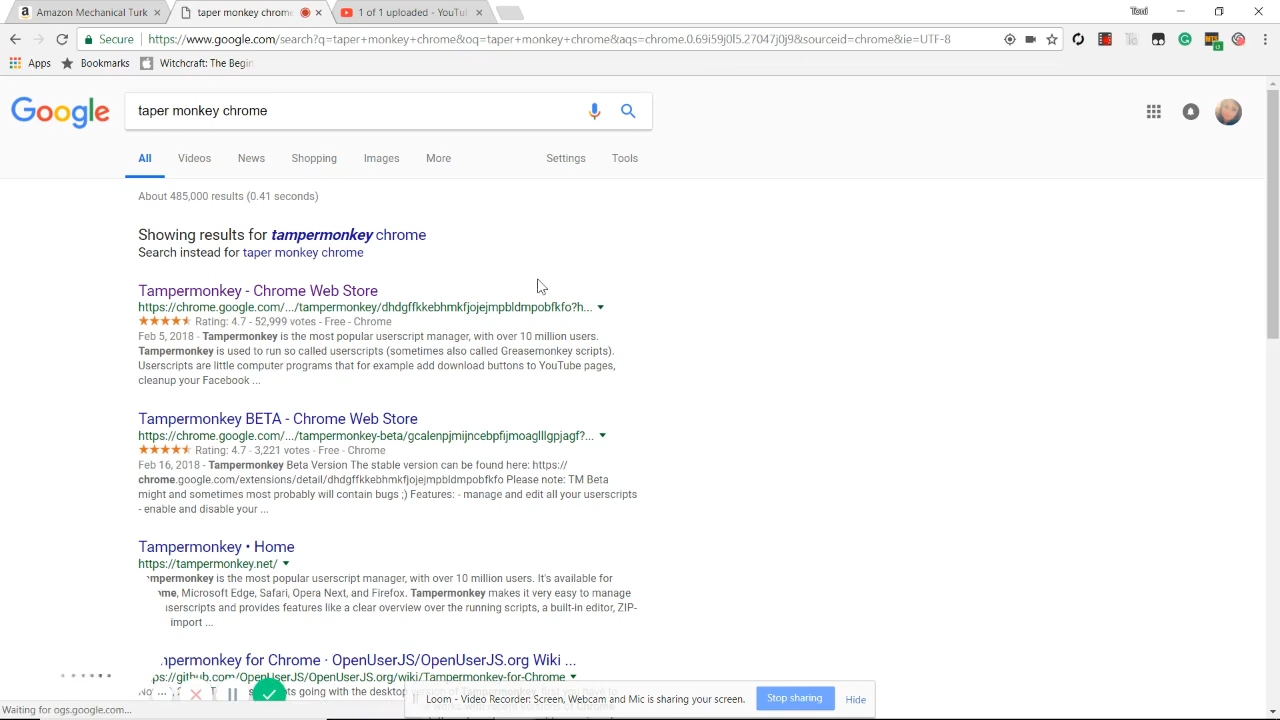 Amazon Mechanical Turk
taper monkey chrome
1 of 1 uploaded - YouTu
Secure
https://www.google.com/search?q=taper+monkey+chrome&oq=taper+monkey+chrome&aqs=chrome.0.69i59j0l5.27047j0j9&sourceid=chrome&ie=UTF-8
Apps
Bookmarks
Witchcraft: The Begin
Google
taper monkey chrome
All
Videos
News
Shopping
Images
More
Settings
Tools
About 485,000 results (0.41 seconds)
Showing results for tampermonkey chrome
Search instead for taper monkey chrome
Tampermonkey - Chrome Web Store
https://chrome.google.com/.../tampermonkey/dhdgffkkebhmkfjojejmpbldmpobfkfo?h...
Rating: 4.7 - 52,999 votes - Free - Chrome
Feb 5, 2018 - Tampermonkey is the most popular userscript manager, with over 10 million users.
Tampermonkey is used to run so called userscripts (sometimes also called Greasemonkey scripts).
Userscripts are little computer programs that for example add download buttons to YouTube pages,
cleanup your Facebook ...
Tampermonkey BETA - Chrome Web Store
https://chrome.google.com/.../tampermonkey-beta/gcalenpjmijncebpfijmoaglllgpjagf?...
Rating: 4.7 - 3,221 votes - Free - Chrome
Feb 16, 2018 - Tampermonkey Beta Version The stable version can be found here: https://
chrome.google.com/extensions/detail/dhdgffkkebhmkfjojejmpbldmpobfkfo Please note: TM Beta
might and sometimes most probably will contain bugs ;) Features: - manage and edit all your userscripts
- enable and disable your ...
Tampermonkey • Home
https://tampermonkey.net/
mpermonkey is the most popular userscript manager, with over 10 million users. It's available for
me, Microsoft Edge, Safari, Opera Next, and Firefox. Tampermonkey makes it very easy to manage
userscripts and provides features like a clear overview over the running scripts, a built-in editor, ZIP-
import ...
permonkey for Chrome · OpenUserJS/OpenUserJS.org Wiki ...
ps://github.com/OpenUserJS/OpenUserJS.org/wiki/Tampermonkey-for-Chrome
ts going with the desktop
Loom – Video Recorder: Screen, Webcam and Mic is sharing your screen.
Stop sharing
Hide
Waiting for ogs.google.com...